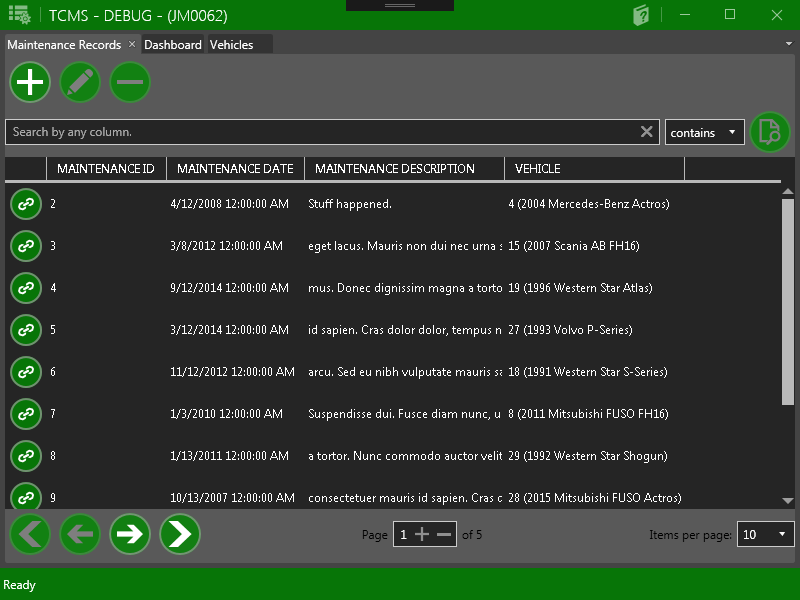 TCMS - DEBUG - (JM0062)
Maintenance Records × Dashboard Vehicles
Search by any column. contains
MAINTENANCE ID MAINTENANCE DATE MAINTENANCE DESCRIPTION VEHICLE
2 4/12/2008 12:00:00 AM Stuff happened. 4 (2004 Mercedes-Benz Actros)
3 3/8/2012 12:00:00 AM eget lacus. Mauris non dui nec urna s 15 (2007 Scania AB FH16)
4 9/12/2014 12:00:00 AM mus. Donec dignissim magna a torto 19 (1996 Western Star Atlas)
5 3/12/2014 12:00:00 AM id sapien. Cras dolor dolor, tempus n 27 (1993 Volvo P-Series)
6 11/12/2012 12:00:00 AM arcu. Sed eu nibh vulputate mauris sa 18 (1991 Western Star S-Series)
7 1/3/2010 12:00:00 AM Suspendisse dui. Fusce diam nunc, u 8 (2011 Mitsubishi FUSO FH16)
8 1/13/2011 12:00:00 AM a tortor. Nunc commodo auctor velit 29 (1992 Western Star Shogun)
9 10/13/2007 12:00:00 AM consectetuer mauris id sapien. Cras c 28 (2015 Mitsubishi FUSO Actros)
Page 1 of 5 Items per page: 10
Ready